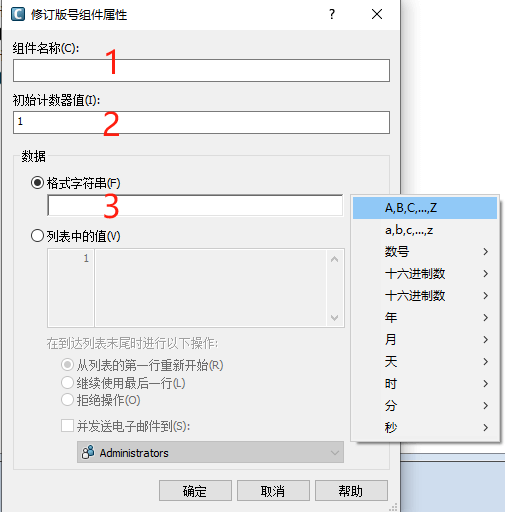 修订版号组件属性
组件名称(C):
1
初始计数器值(I):
1
2
数据
格式字符串(F)
3
A,B,C,...,Z
a,b,c,...,z
数号
十六进制数
十六进制数
年
月
天
时
分
秒
列表中的值(V)
1
在到达列表末尾时进行以下操作:
从列表的第一行重新开始(R)
继续使用最后一行(L)
拒绝操作(O)
并发送电子邮件到(S):
Administrators
确定
取消
帮助